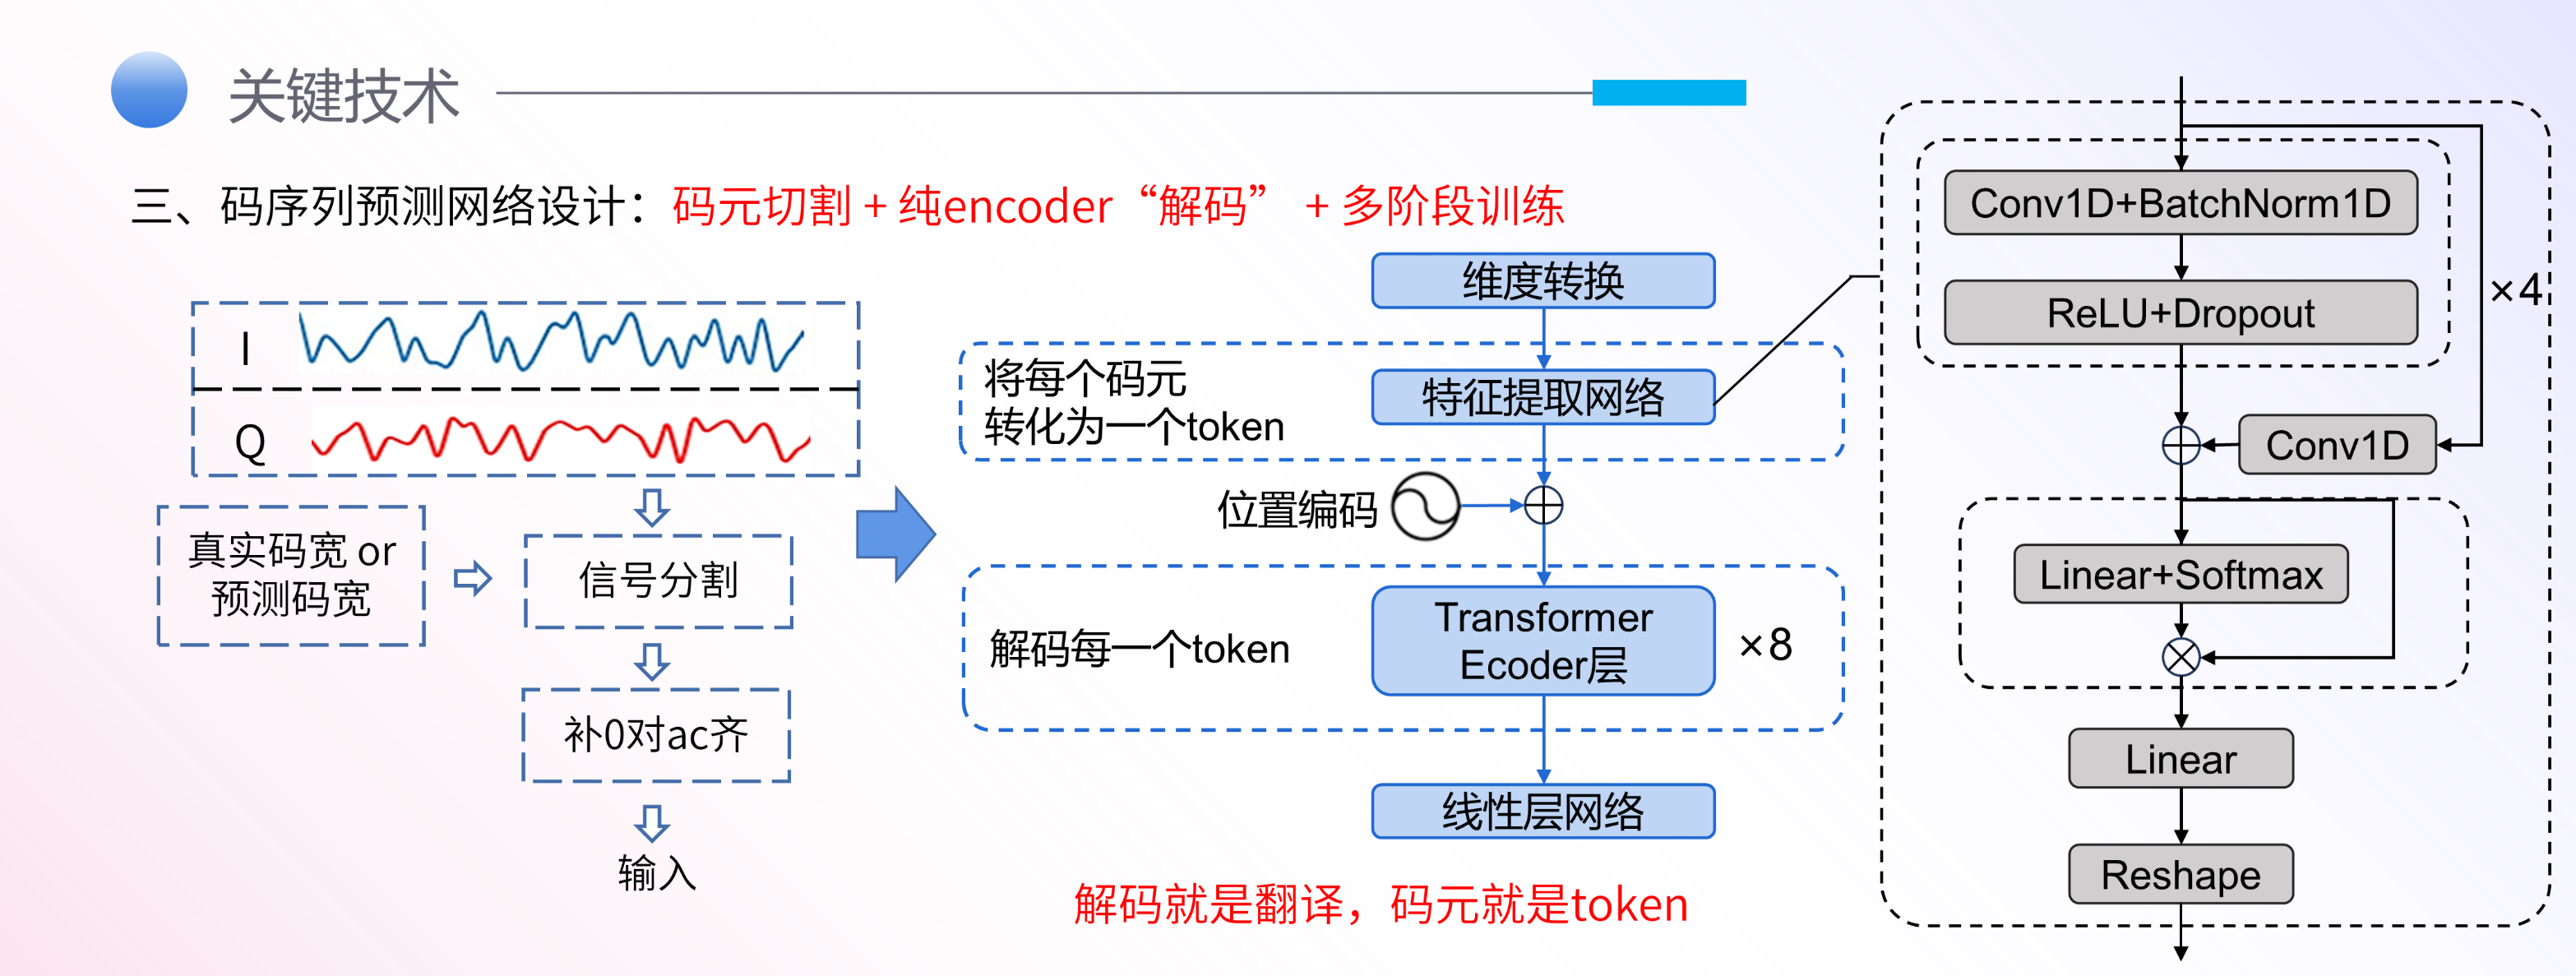 关键技术
三、码序列预测网络设计：码元切割 + 纯encoder“解码” + 多阶段训练
I
Q
真实码宽 or
预测码宽
信号分割
补0对ac齐
输入
维度转换
将每个码元
转化为一个token
特征提取网络
位置编码
解码每一个token
Transformer
Ecoder层
×8
线性层网络
解码就是翻译，码元就是token
Conv1D+BatchNorm1D
ReLU+Dropout
×4
Conv1D
Linear+Softmax
Linear
Reshape